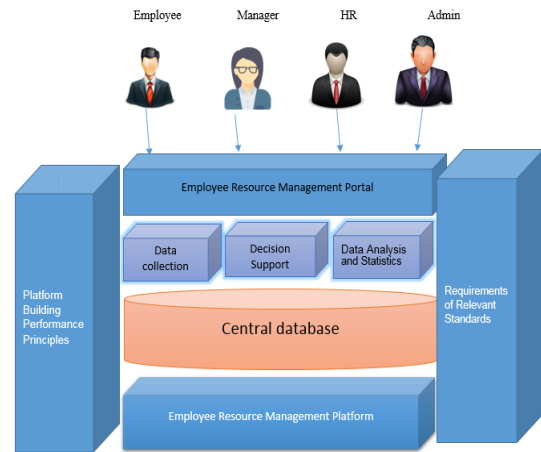 Employee
Manager
HR
Admin
Employee Resource Management Portal
Data
collection
Decision
Support
Data Analysis
and Statistics
Platform
Building
Performance
Principles
Requirements
of Relevant
Standards
Central database
Employee Resource Management Platform